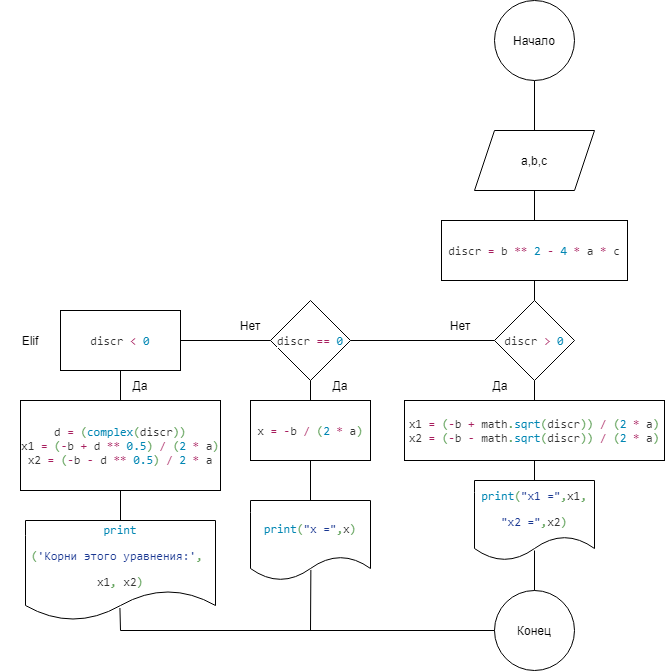 Начало
a,b,c
discr = b ** 2 - 4 * a * c
discr > 0
Нет
discr == 0
Нет
discr < 0
Elif
Да
Да
Да
d = (complex(discr))
x1 = (-b + d ** 0.5) / (2 * a)
x2 = (-b - d ** 0.5) / 2 * a
x = -b / (2 * a)
x1 = (-b + math.sqrt(discr)) / (2 * a)
x2 = (-b - math.sqrt(discr)) / (2 * a)
print
('Корни этого уравнения:',
x1, x2)
print("x =",x)
print("x1 =",x1,
"x2 =",x2)
Конец